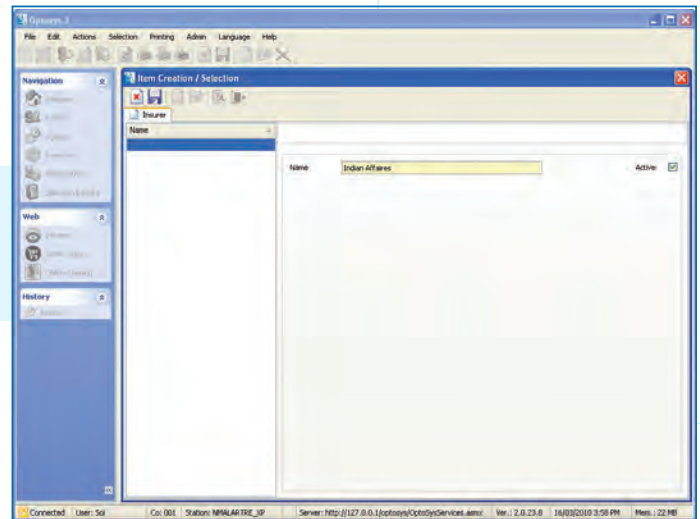 Optosys 2
File Edit Actions Selection Printing Admin Language Help
Navigation
Item Creation / Selection
Insurer
Name
Name Indian Affaires Active
Web
History
Connected User: Soi Co: 001 Station: NMALARTRE_XP Server: http://127.0.0.1/optosys/OptoSysServices.asmx Ver.: 2.0.23.8 16/03/2010 3:58 PM Mem.: 22 MB